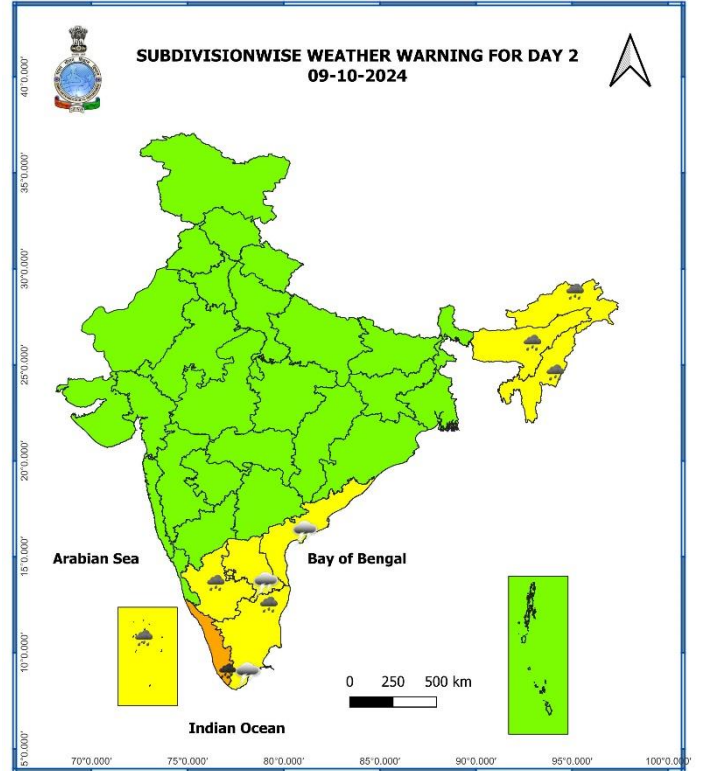 SUBDIVISIONWISE WEATHER WARNING FOR DAY 2
09-10-2024
40°0.000'
35°0.000'
30°0.000'
25°0.000'
20°0.000'
15°0.000'
10°0.000'
5°0.000'
Arabian Sea
Bay of Bengal
0 250 500 km
Indian Ocean
70°0.000' 75°0.000' 80°0.000' 85°0.000' 90°0.000' 95°0.000' 100°0.000'